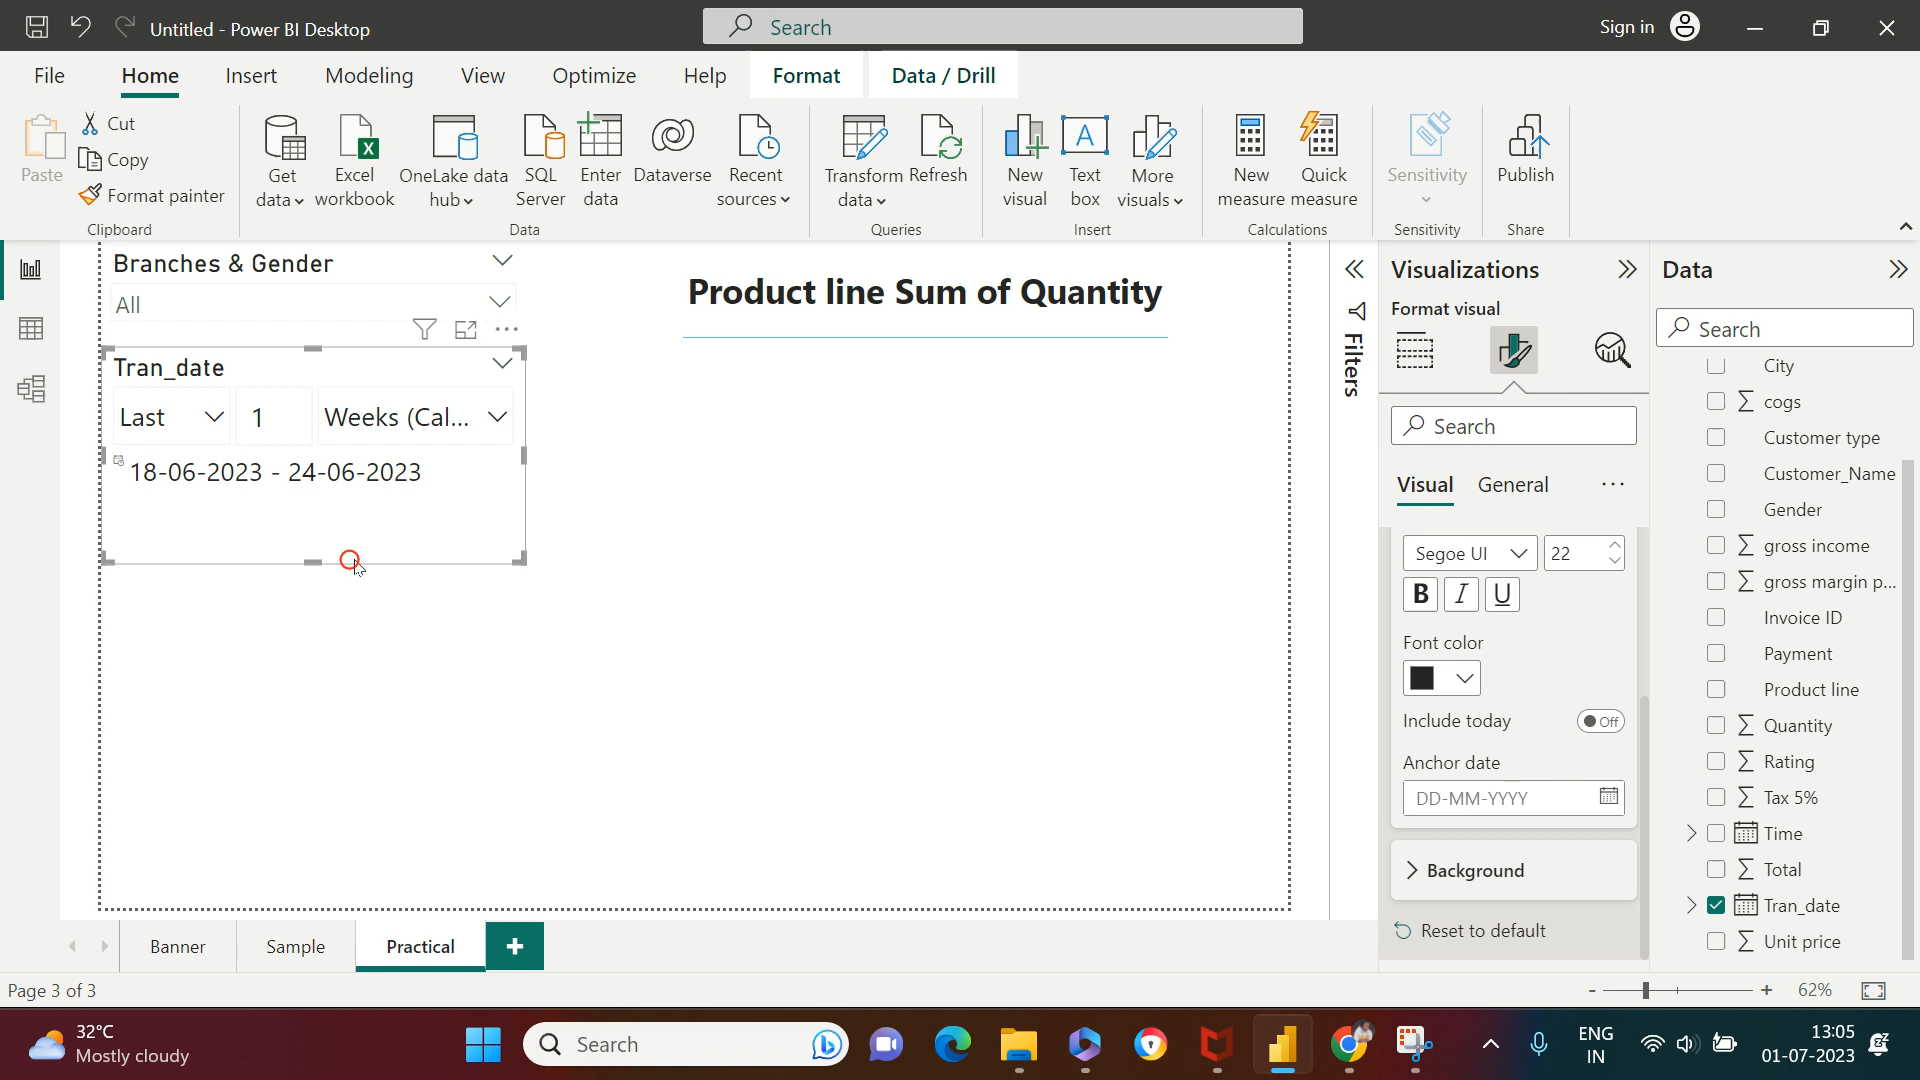 Untitled - Power BI Desktop
Search
Sign in
File
Home
Insert
Modeling
View
Optimize
Help
Format
Data / Drill
Paste
Cut
Copy
Format painter
Clipboard
Get data
Excel workbook
OneLake data hub
SQL Server
Enter data
Dataverse
Recent sources
Data
Transform data
Refresh
Queries
New visual
Text box
A
More visuals
Insert
New measure
Quick measure
Calculations
Sensitivity
Sensitivity
Publish
Share
Branches & Gender
All
Tran_date
Last
1
Weeks (Cal...
18-06-2023 - 24-06-2023
Product line Sum of Quantity
Filters
Visualizations
Format visual
Search
Visual
General
Segoe UI
22
B
I
U
Font color
Include today
Off
Anchor date
DD-MM-YYYY
Background
Reset to default
Data
Search
City
cogs
Customer type
Customer_Name
Gender
gross income
gross margin p...
Invoice ID
Payment
Product line
Quantity
Rating
Tax 5%
Time
Total
Tran_date
Unit price
Banner
Sample
Practical
Page 3 of 3
62%
32°C
Mostly cloudy
Search
ENG
IN
13:05
01-07-2023